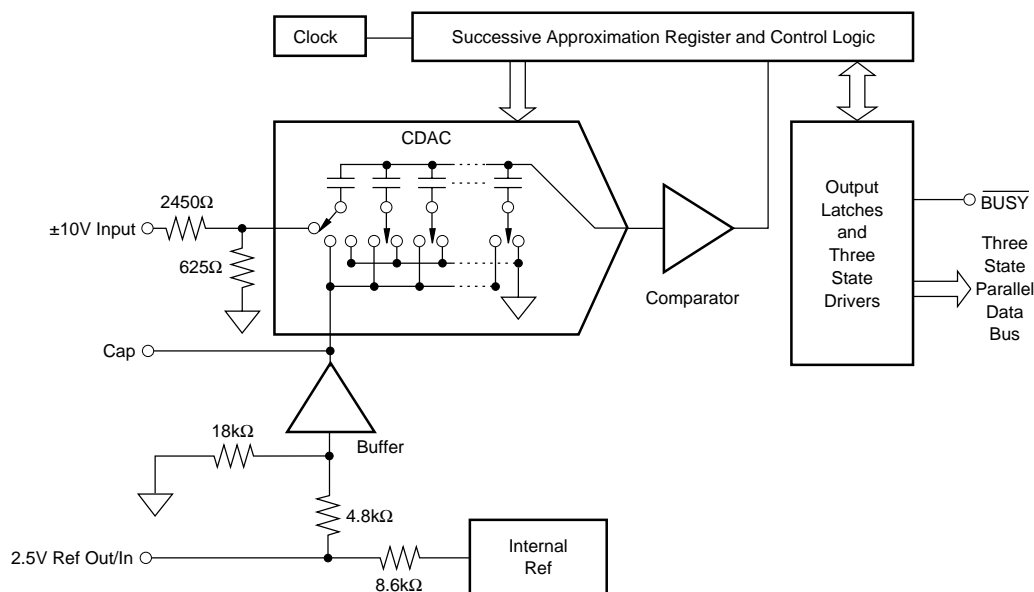 Clock
Successive Approximation Register and Control Logic
CDAC
2450Ω
±10V Input
625Ω
Comparator
Output
Latches
and
Three
State
Drivers
BUSY
Three
State
Parallel
Data
Bus
Cap
Buffer
18kΩ
4.8kΩ
2.5V Ref Out/In
8.6kΩ
Internal
Ref